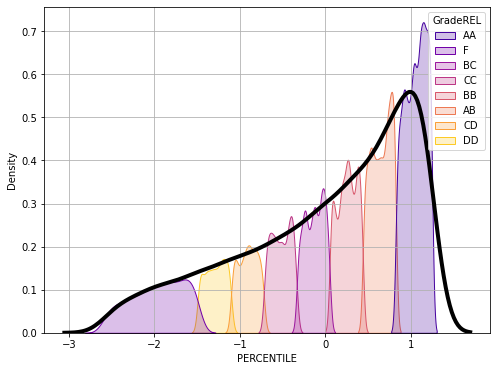 GradeREL
AA
F
BC
CC
BB
AB
CD
DD
0.7
0.6
0.5
0.4
0.3
0.2
0.1
0.0
Density
−3 −2 −1 0 1
PERCENTILE